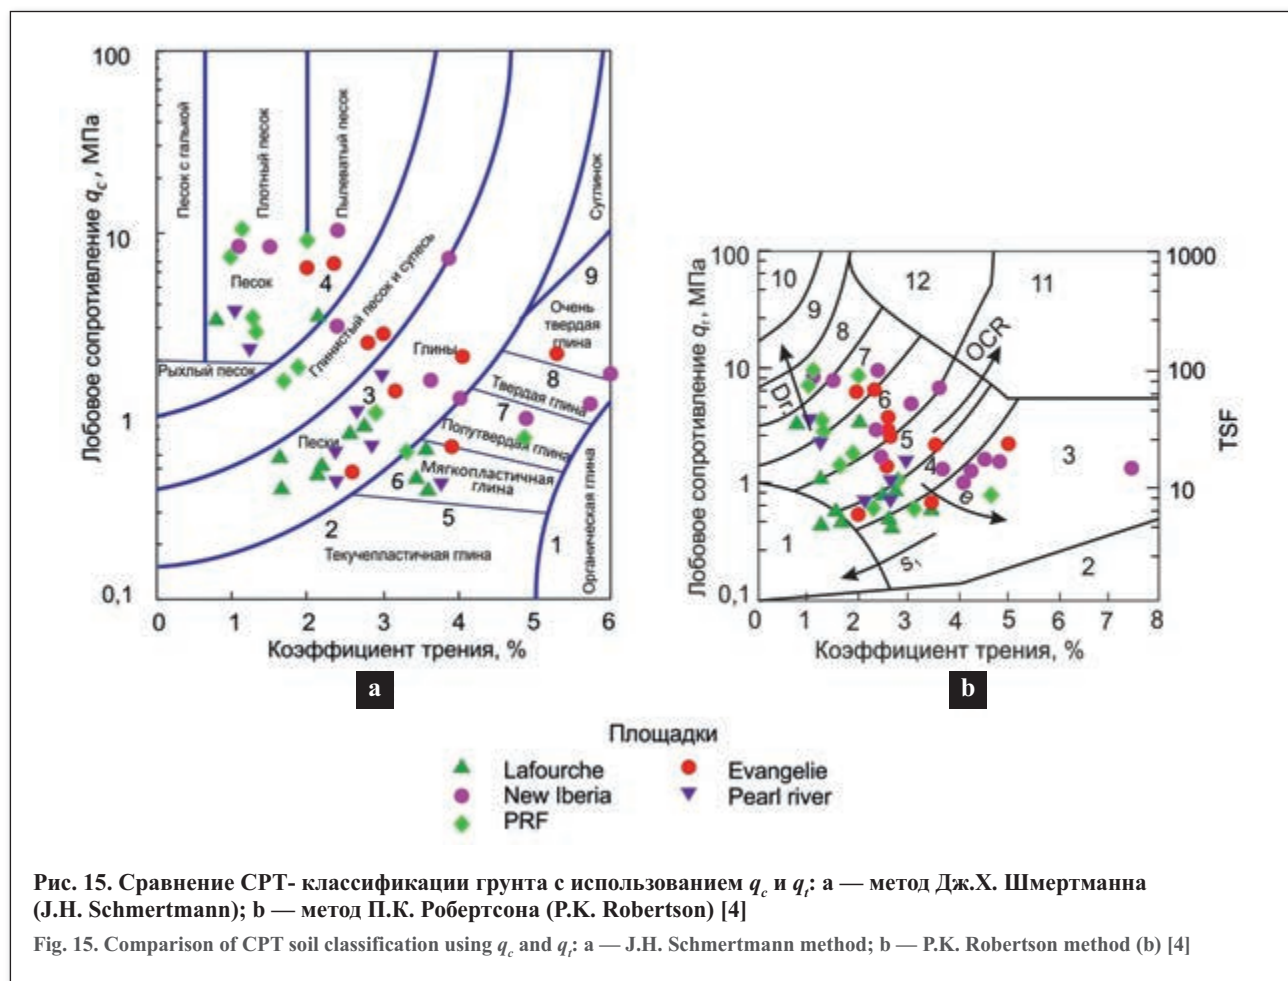 100
10
1
0,1
Лобовое сопротивление qc, МПа
Песок с галькой
Плотный песок
Пылеватый песок
Суглинок
Песок
4
Глинистый песок и супесь
9
Очень
твердая
глина
Рыхлый песок
Глины
8
Твердая глина
3
7
Пески
Полутвердая глина
6
Мягкопластичная
глина
5
2
Текучепластичная глина
1
Органическая глина
0 1 2 3 4 5 6
Коэффициент трения, %
a
100
10
1
0,1
Лобовое сопротивление qt, МПа
10
9
8
12
11
7
OCR
Dr.
6
5
4
3
e
1
S1
2
1000
100
10
TSF
0 1 2 3 4 5 6 7 8
Коэффициент трения, %
b
Площадки
Lafourche
New Iberia
PRF
Evangelie
Pearl river
Рис. 15. Сравнение CPT- классификации грунта с использованием qc и qt: a — метод Дж.Х. Шмертманна
(J.H. Schmertmann); b — метод П.К. Робертсона (P.K. Robertson) [4]
Fig. 15. Comparison of CPT soil classification using qc and qt: a — J.H. Schmertmann method; b — P.K. Robertson method (b) [4]